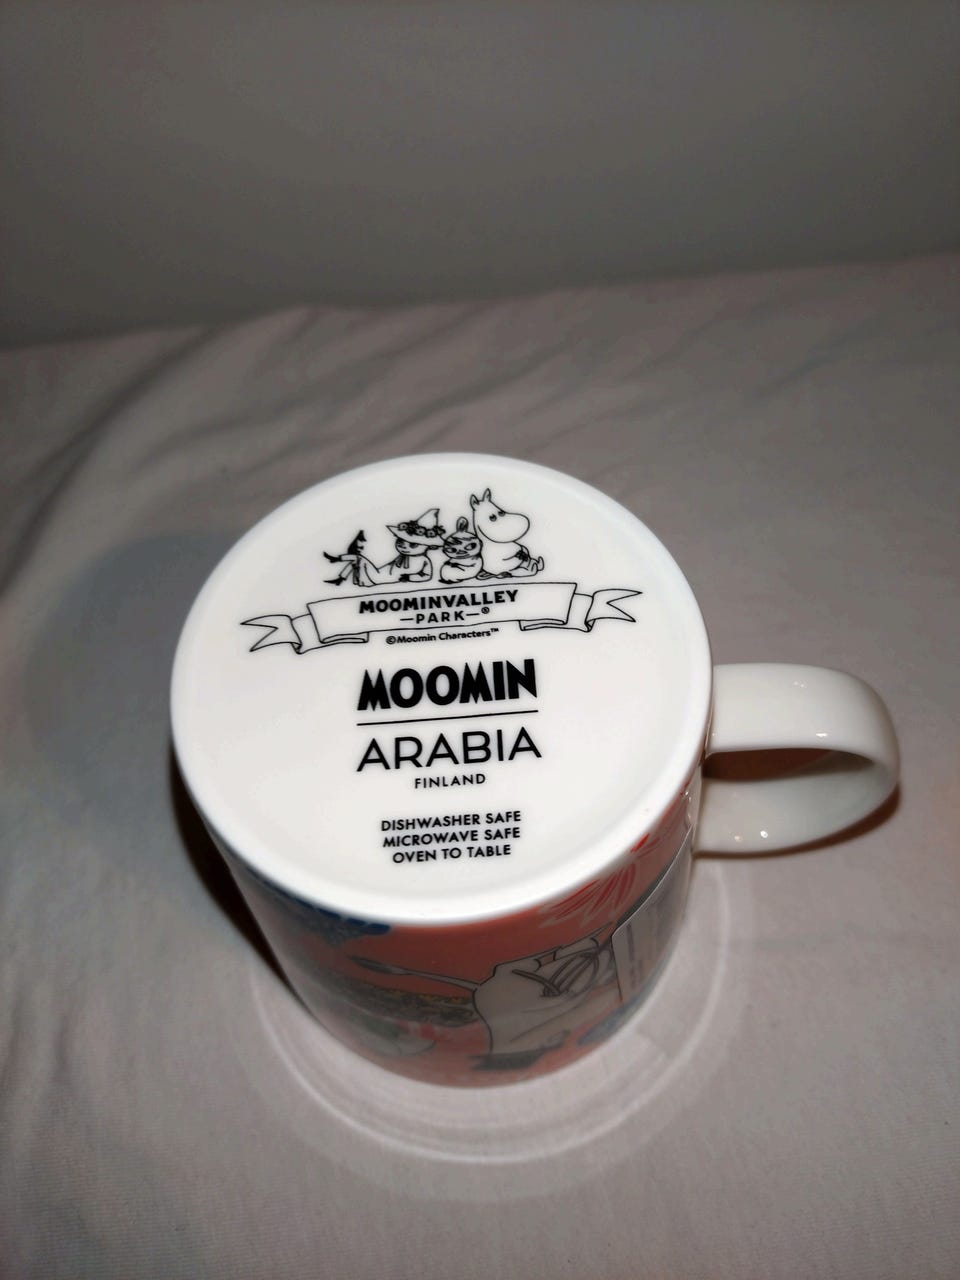 MOOMINVALLEY
—PARK—®
©Moomin Characters™
MOOMIN
ARABIA
FINLAND
DISHWASHER SAFE
MICROWAVE SAFE
OVEN TO TABLE